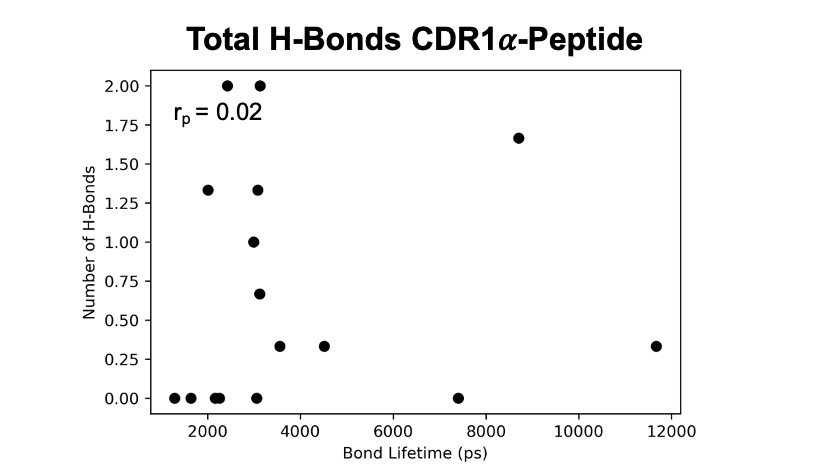 Total H-Bonds CDR1α-Peptide
2.00
rp = 0.02
1.75
1.50
1.25
1.00
0.75
0.50
0.25
0.00
Number of H-Bonds
2000 4000 6000 8000 10000 12000
Bond Lifetime (ps)